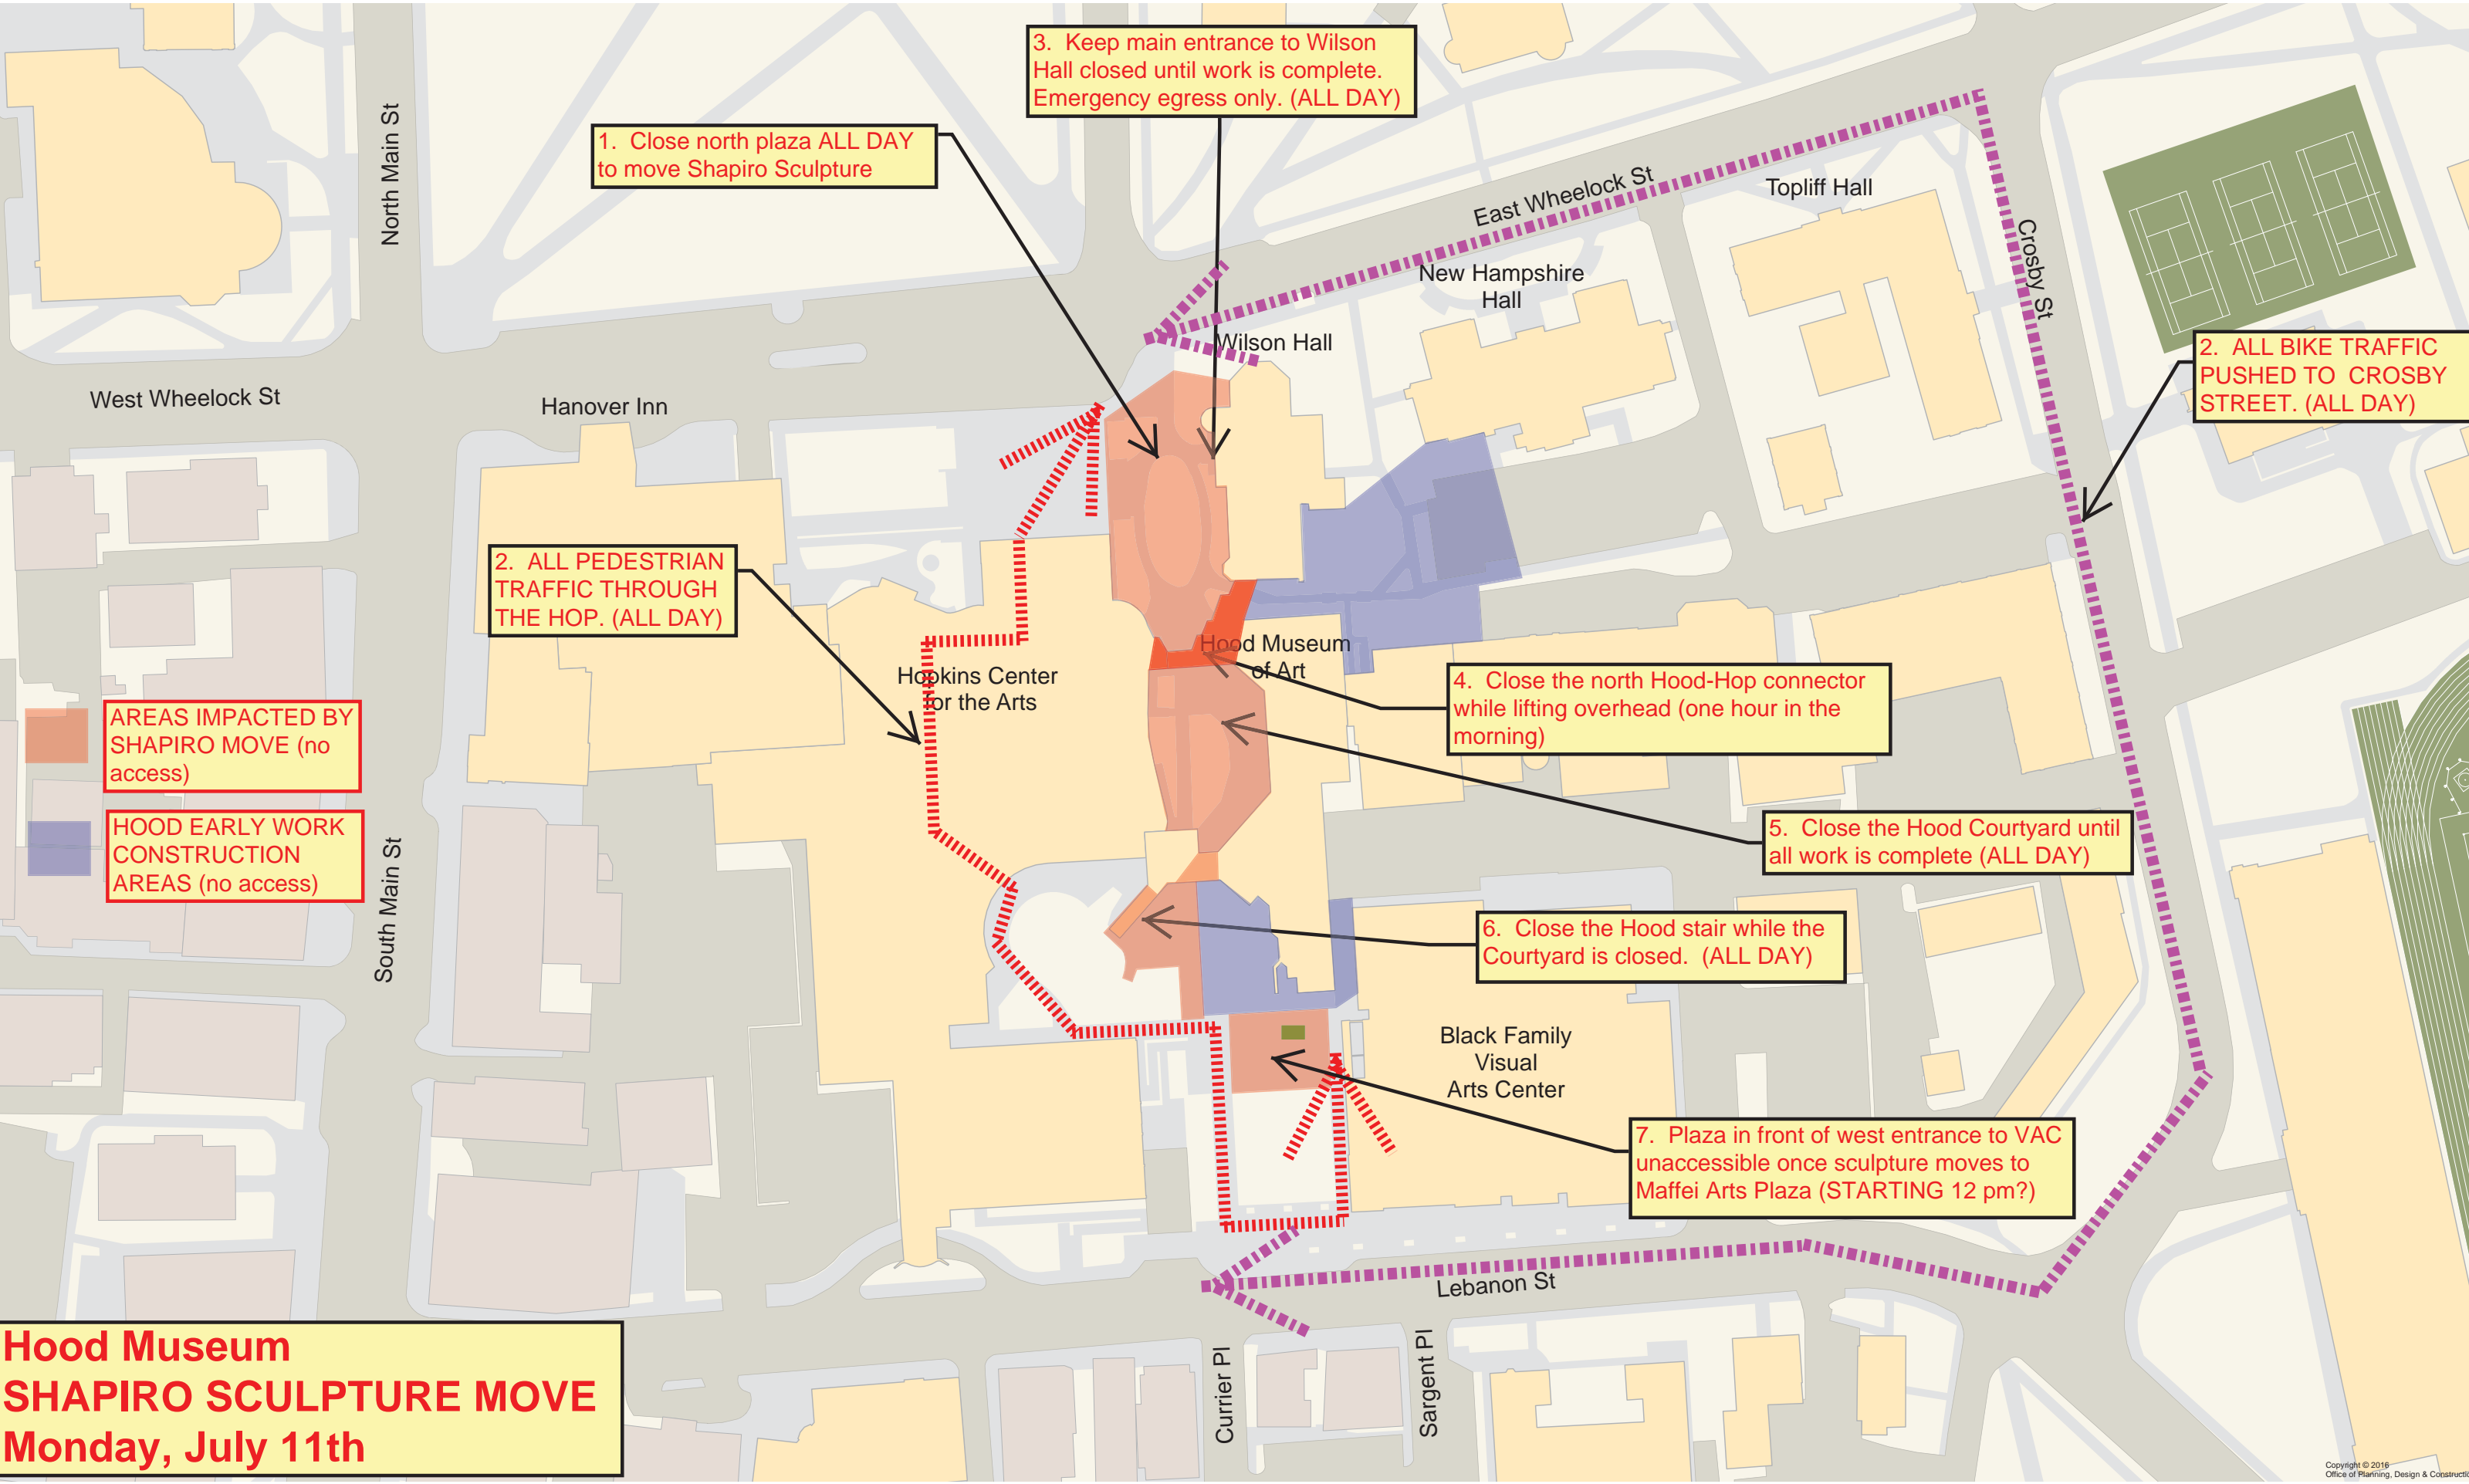 3. Keep main entrance to Wilson
Hall closed until work is complete.
Emergency egress only. (ALL DAY)
1. Close north plaza ALL DAY
to move Shapiro Sculpture
North Main St
East Wheelock St
Topliff Hall
Crosby St
New Hampshire
Hall
Wilson Hall
2. ALL BIKE TRAFFIC
PUSHED TO CROSBY
STREET. (ALL DAY)
West Wheelock St
Hanover Inn
2. ALL PEDESTRIAN
TRAFFIC THROUGH
THE HOP. (ALL DAY)
Hood Museum
of Art
Hopkins Center
for the Arts
4. Close the north Hood-Hop connector
while lifting overhead (one hour in the
morning)
AREAS IMPACTED BY
SHAPIRO MOVE (no
access)
HOOD EARLY WORK
CONSTRUCTION
AREAS (no access)
5. Close the Hood Courtyard until
all work is complete (ALL DAY)
South Main St
6. Close the Hood stair while the
Courtyard is closed. (ALL DAY)
Black Family
Visual
Arts Center
7. Plaza in front of west entrance to VAC
unaccessible once sculpture moves to
Maffei Arts Plaza (STARTING 12 pm?)
Lebanon St
Currier Pl
Sargent Pl
Hood Museum
SHAPIRO SCULPTURE MOVE
Monday, July 11th
Copyright © 2016
Office of Planning, Design & Constructio